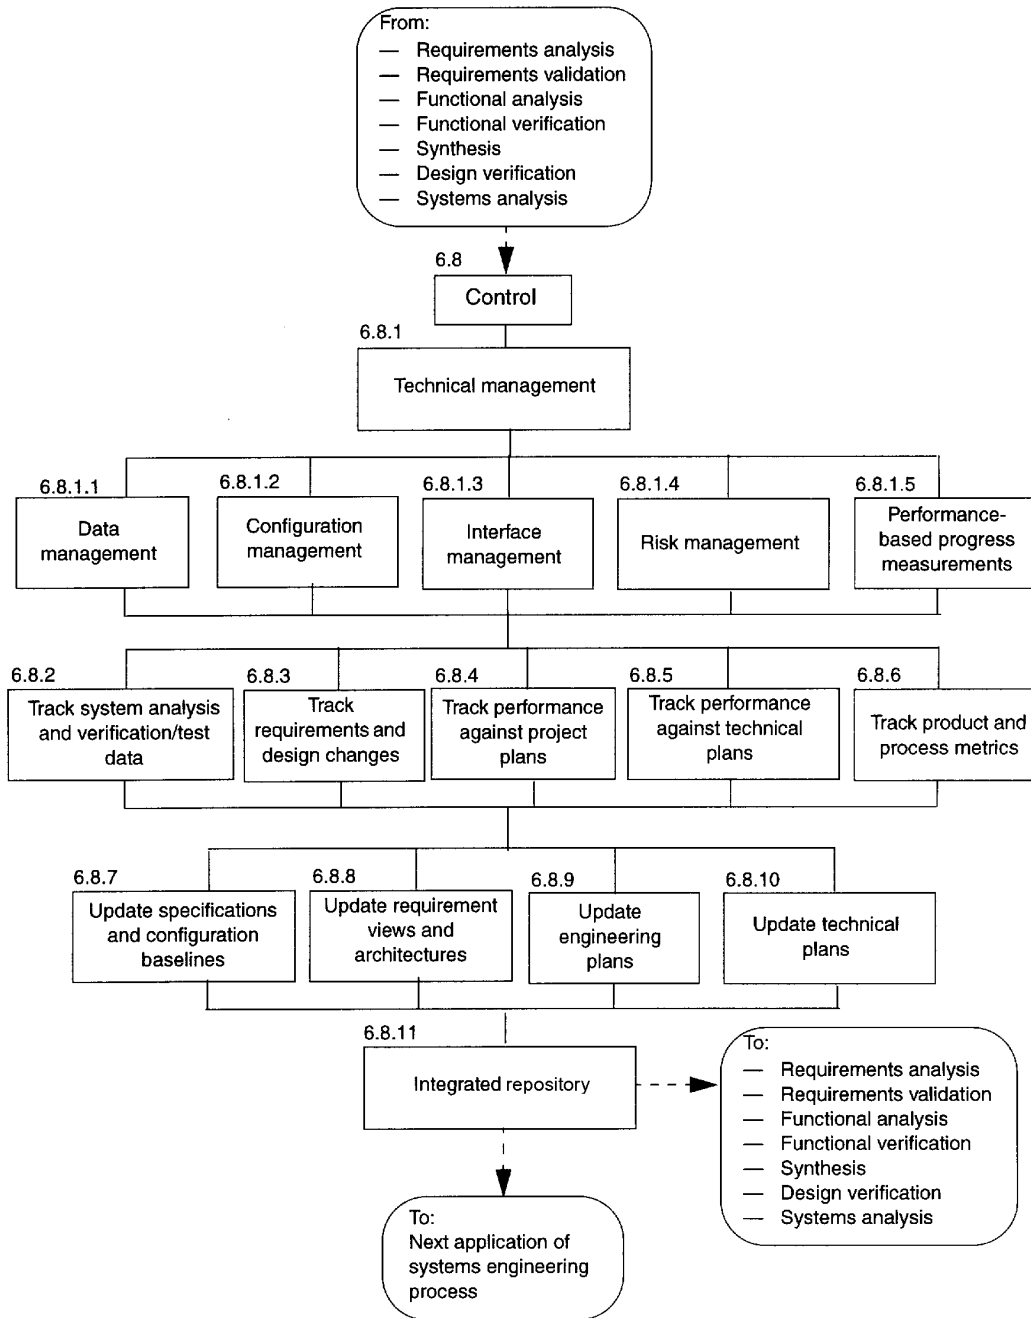 From:
— Requirements analysis
— Requirements validation
— Functional analysis
— Functional verification
— Synthesis
— Design verification
— Systems analysis
6.8
Control
6.8.1
Technical management
6.8.1.1
Data
management
6.8.1.2
Configuration
management
6.8.1.3
Interface
management
6.8.1.4
Risk management
6.8.1.5
Performance-
based progress
measurements
6.8.2
Track system analysis
and verification/test
data
6.8.3
Track
requirements and
design changes
6.8.4
Track performance
against project
plans
6.8.5
Track performance
against technical
plans
6.8.6
Track product and
process metrics
6.8.7
Update specifications
and configuration
baselines
6.8.8
Update requirement
views and
architectures
6.8.9
Update
engineering
plans
6.8.10
Update technical
plans
6.8.11
Integrated repository
To:
— Requirements analysis
— Requirements validation
— Functional analysis
— Functional verification
— Synthesis
— Design verification
— Systems analysis
To:
Next application of
systems engineering
process